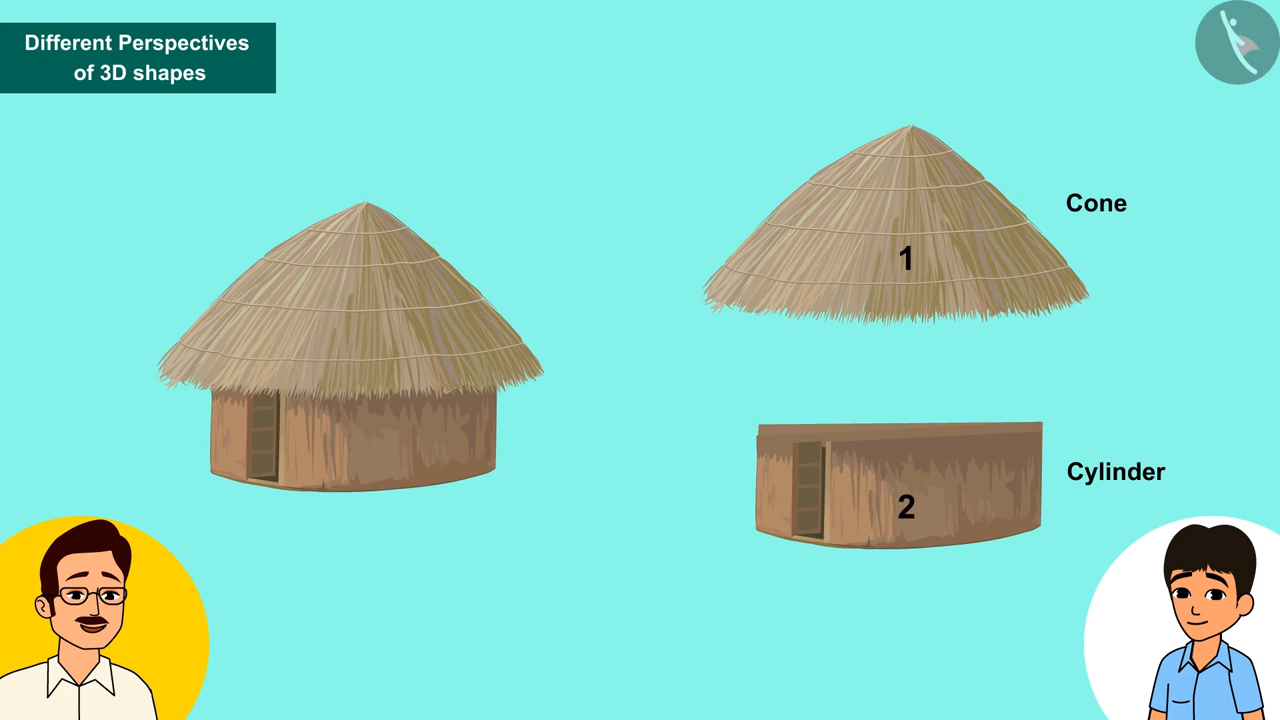 Different Perspectives
of 3D shapes
Cone
1
Cylinder
2